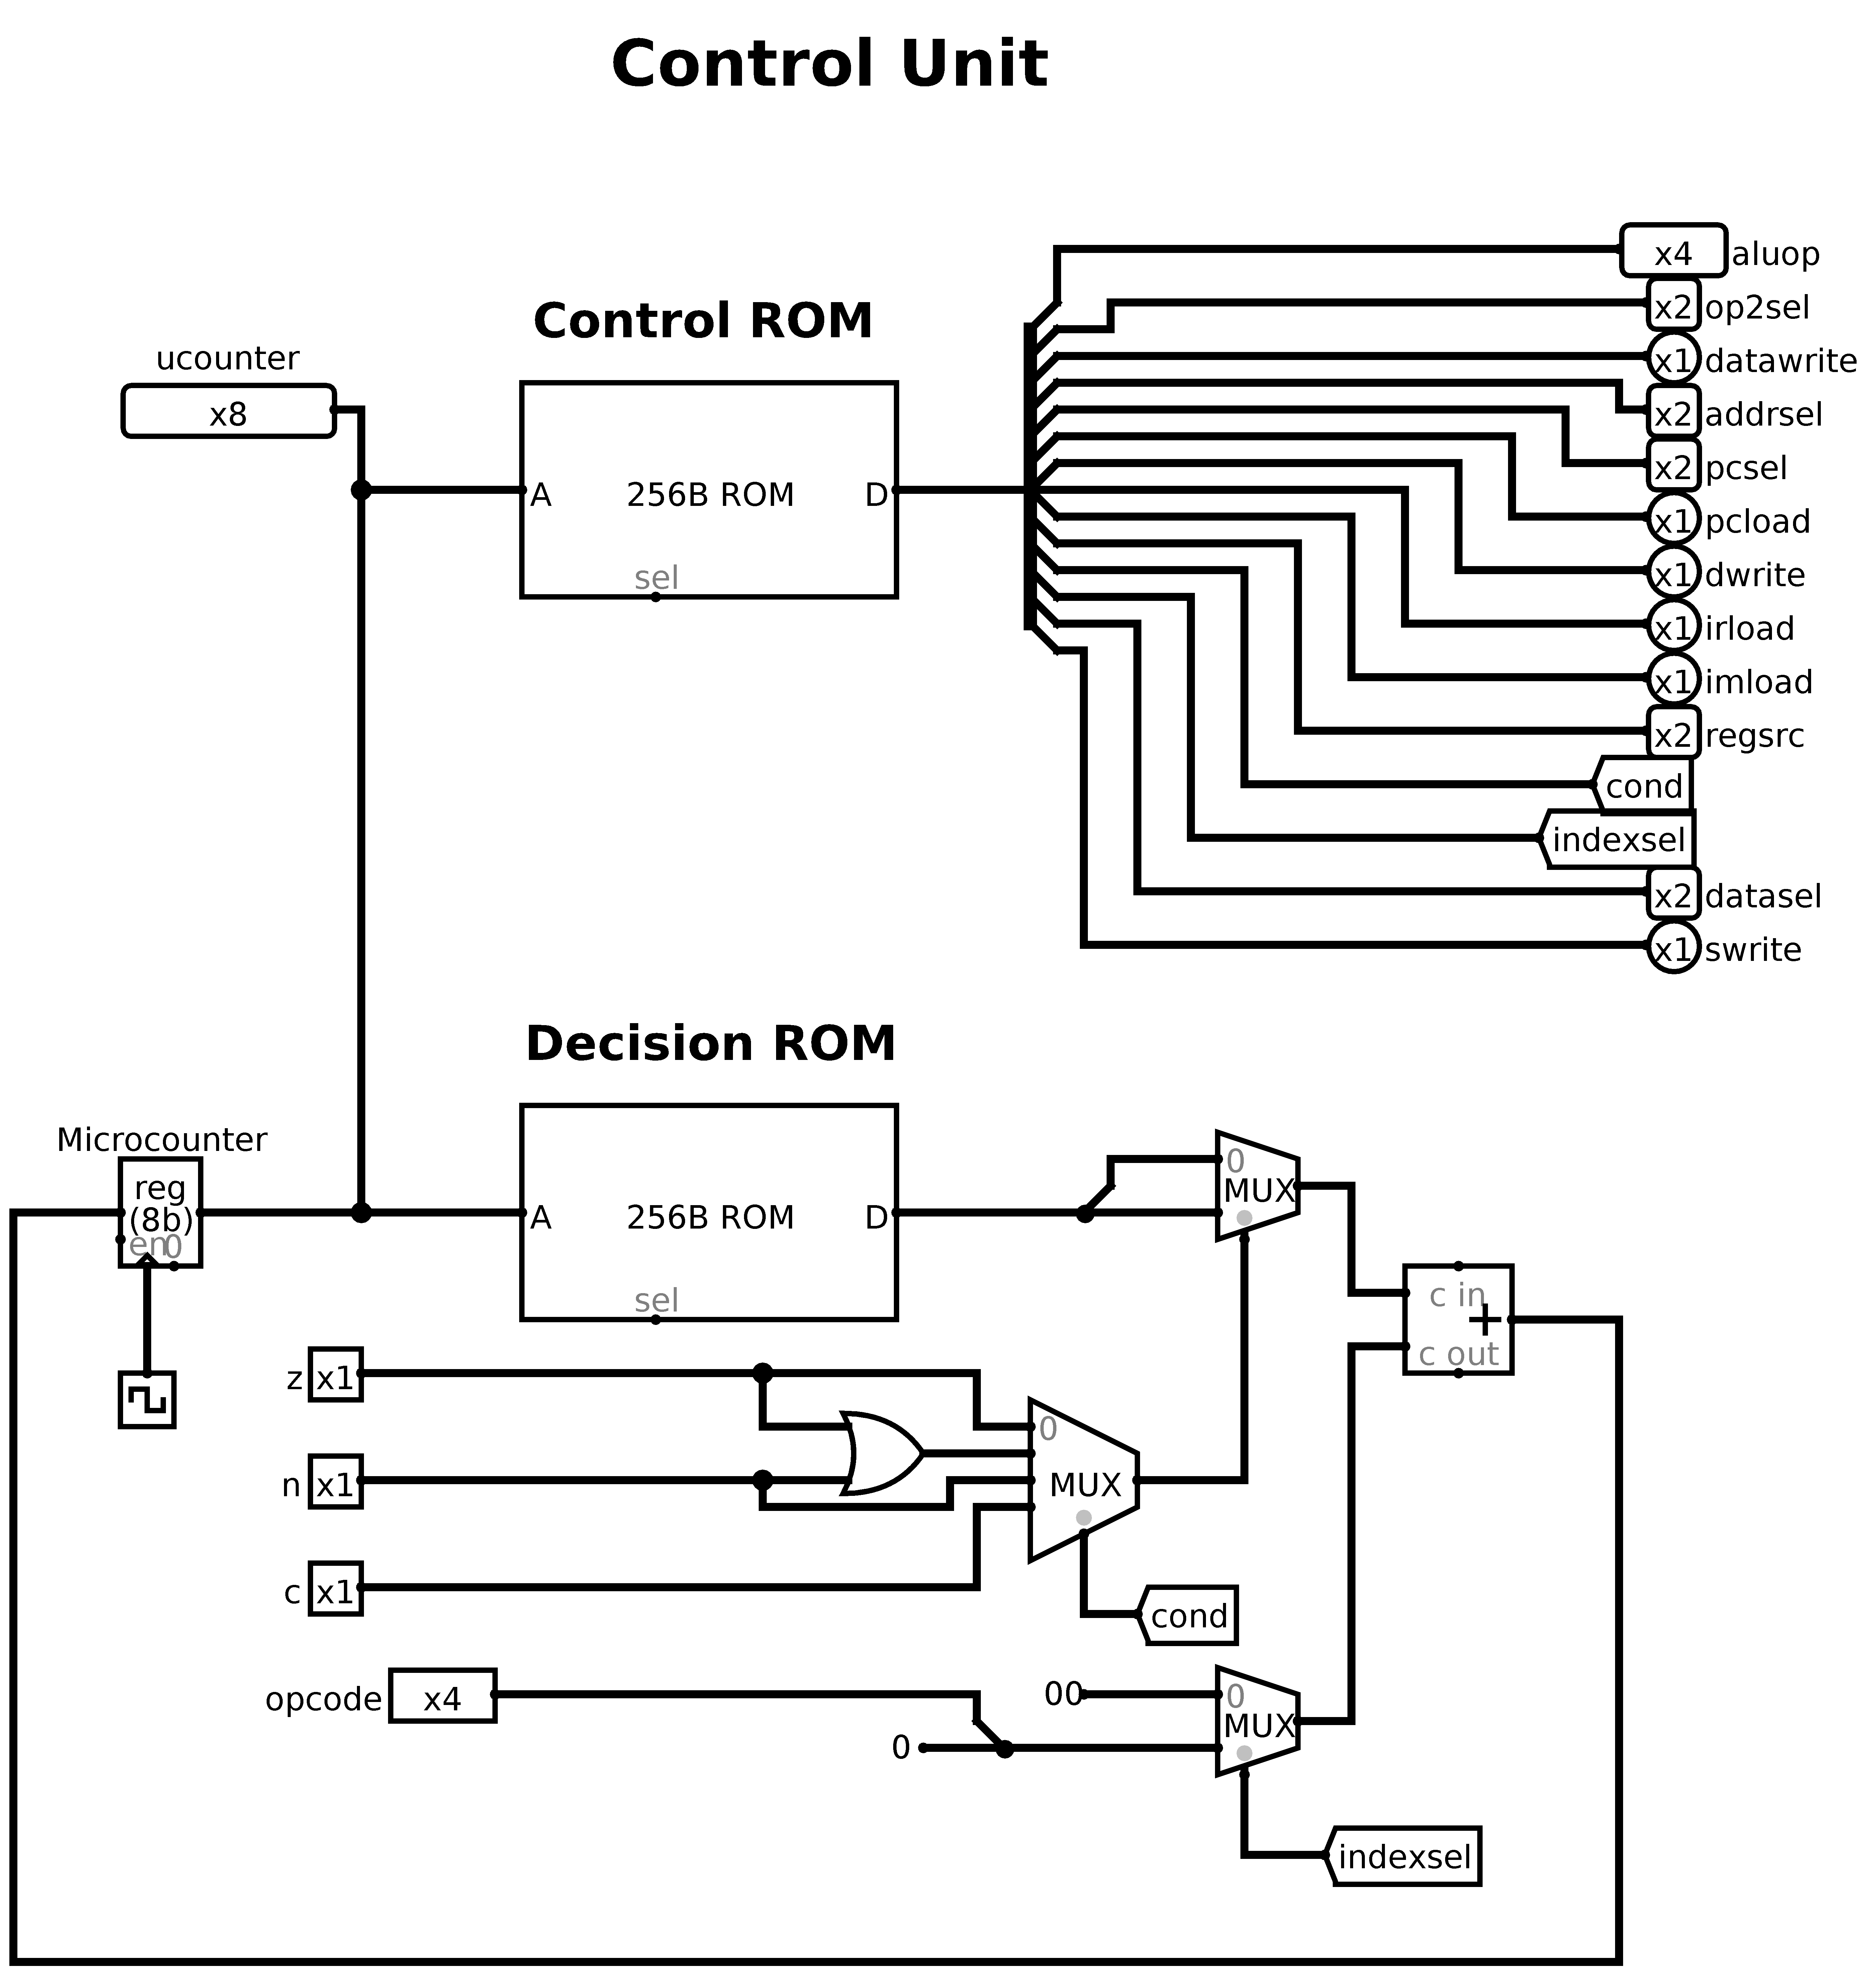 Control Unit
x4 aluop
x2 op2sel
Control ROM
ucounter
x1 datawrite
x8
x2 addrsel
x2 pcsel
A 256B ROM D
x1 pcload
sel
x1 dwrite
x1 irload
x1 imload
x2 regsrc
cond
indexsel
x2 datasel
x1 swrite
Decision ROM
Microcounter
reg
(8b)
en 0
A 256B ROM D
sel
0
MUX
c in
+
c out
z x1
n x1
c x1
0
MUX
cond
opcode x4
00
0
0
MUX
indexsel